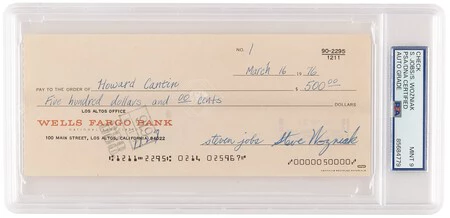 No. 1
90-2295
1211
March 16 19 76
PAY TO THE ORDER OF Howard Cantin $ 500.00
Five hundred dollars and 00 cents DOLLARS
LOS ALTOS OFFICE
WELLS FARGO BANK
100 MAIN STREET, LOS ALTOS, CALIFORNIA 94022
steven jobs Steve Wozniak
1211 2295 0214 025967 0000050000
CHECK
S. JOBS/S. WOZNIAK
PSA/DNA CERTIFIED
AUTO GRADE
MINT 9
85684779